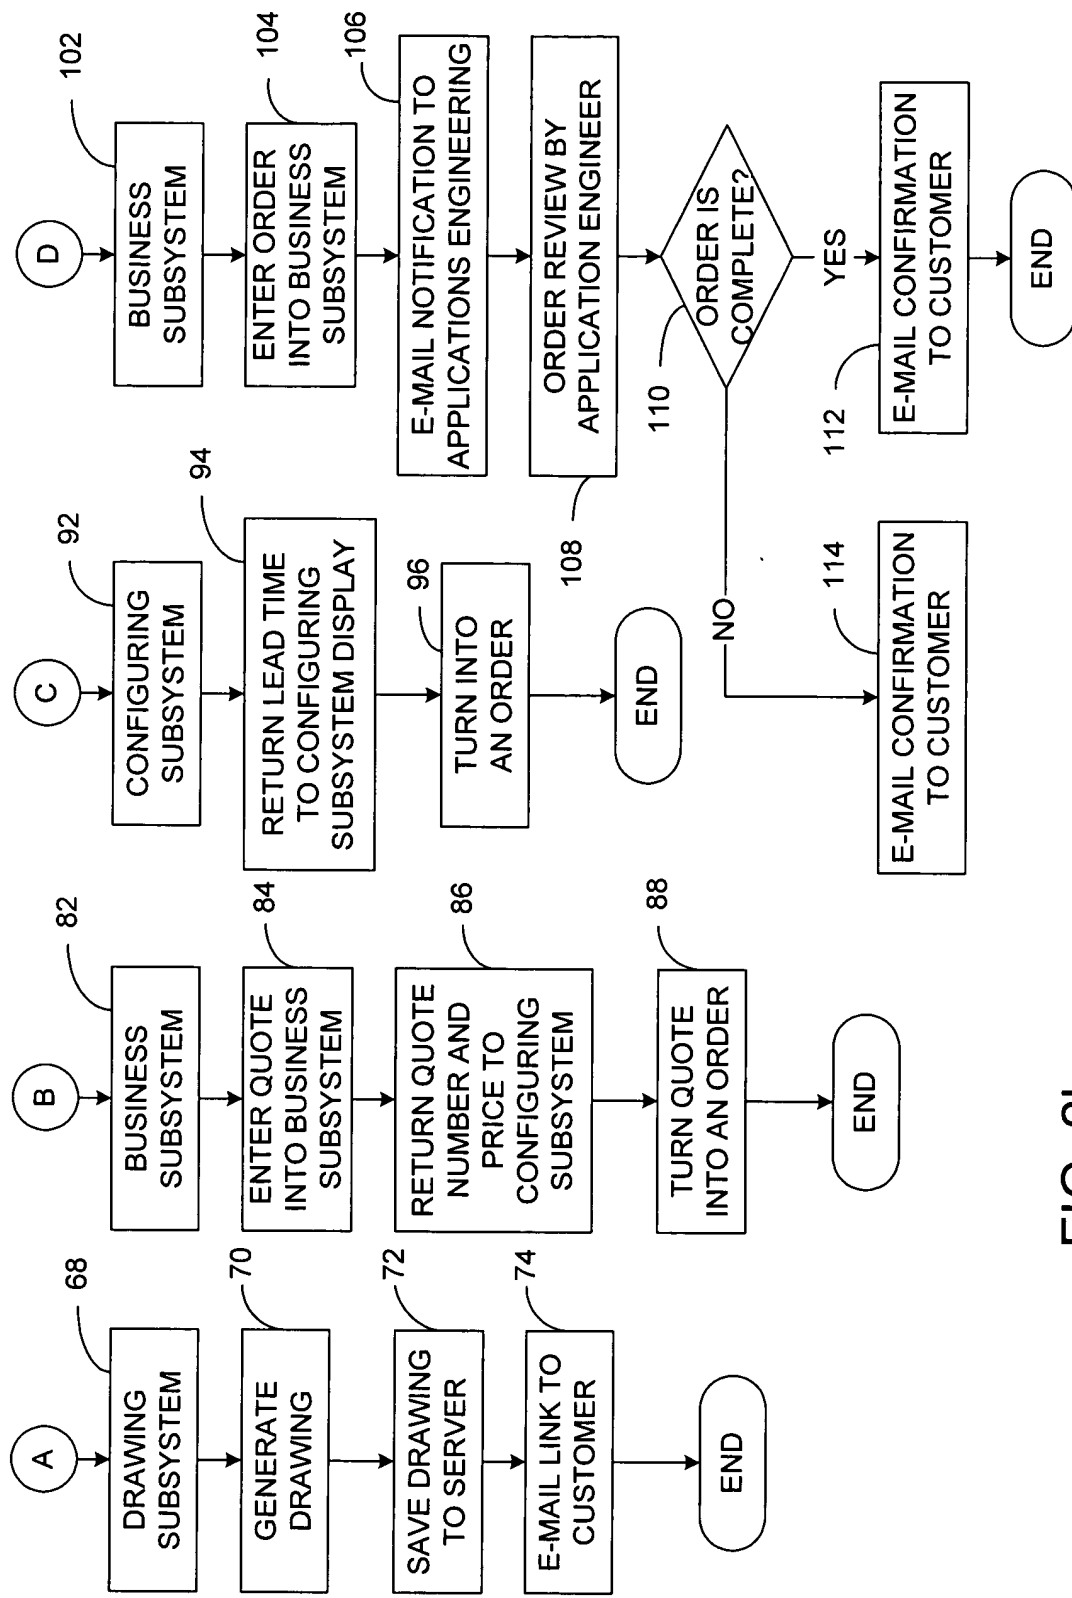 A
68
DRAWING
SUBSYSTEM
70
GENERATE
DRAWING
72
SAVE DRAWING
TO SERVER
74
E-MAIL LINK TO
CUSTOMER
END
B
82
BUSINESS
SUBSYSTEM
84
ENTER QUOTE
INTO BUSINESS
SUBSYSTEM
86
RETURN QUOTE
NUMBER AND
PRICE TO
CONFIGURING
SUBSYSTEM
88
TURN QUOTE
INTO AN ORDER
END
C
92
CONFIGURING
SUBSYSTEM
94
RETURN LEAD TIME
TO CONFIGURING
SUBSYSTEM DISPLAY
96
TURN INTO
AN ORDER
END
D
102
BUSINESS
SUBSYSTEM
104
ENTER ORDER
INTO BUSINESS
SUBSYSTEM
106
E-MAIL NOTIFICATION TO
APPLICATIONS ENGINEERING
108
ORDER REVIEW BY
APPLICATION ENGINEER
110
ORDER IS
COMPLETE?
NO
YES
114
E-MAIL CONFIRMATION
TO CUSTOMER
112
E-MAIL CONFIRMATION
TO CUSTOMER
END
FIG.